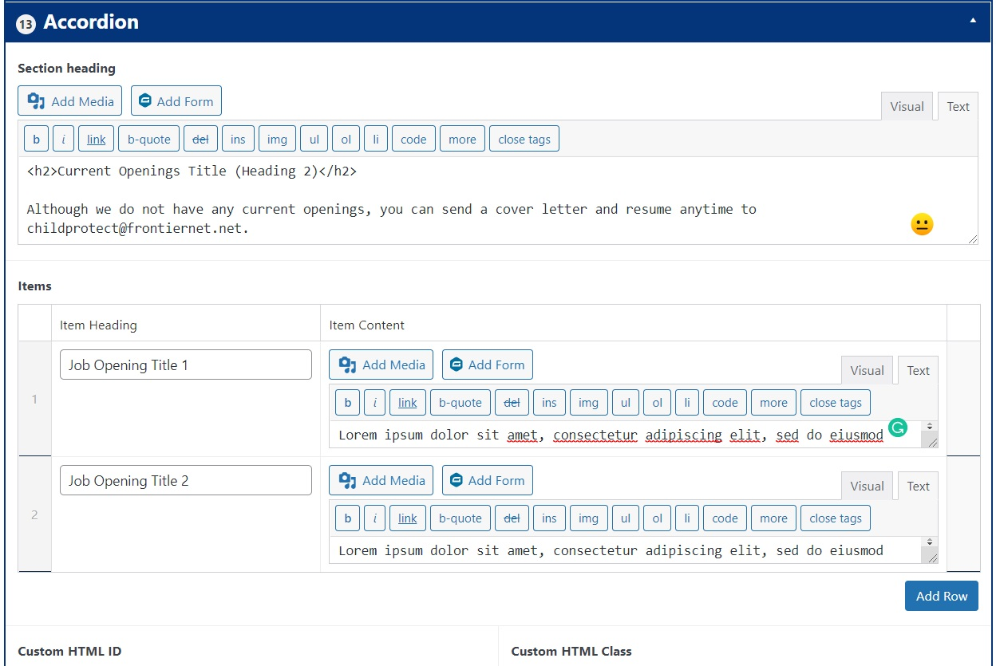 13 Accordion
Section heading
Add Media Add Form
Visual Text
b i link b-quote del ins img ul ol li code more close tags
<h2>Current Openings Title (Heading 2)</h2>
Although we do not have any current openings, you can send a cover letter and resume anytime to
childprotect@frontiernet.net.
Items
Item Heading Item Content
1
Job Opening Title 1
Add Media Add Form
Visual Text
b i link b-quote del ins img ul ol li code more close tags
Lorem ipsum dolor sit amet, consectetur adipiscing elit, sed do eiusmod
2
Job Opening Title 2
Add Media Add Form
Visual Text
b i link b-quote del ins img ul ol li code more close tags
Lorem ipsum dolor sit amet, consectetur adipiscing elit, sed do eiusmod
Add Row
Custom HTML ID Custom HTML Class